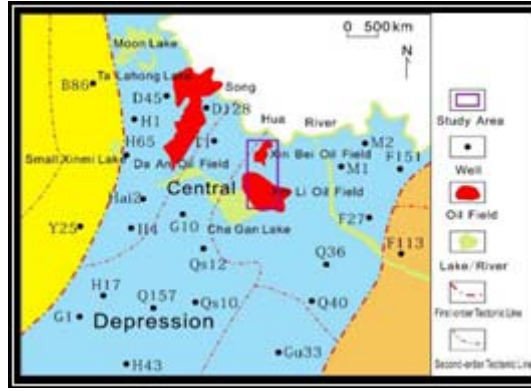 Moon Lake
0 500km
N
Ta Lahong Lake
B86
Song
D45
D128
H1
Hua River
H65
T1
M2
Small Xinmi Lake
Da An Oil Field
Xin Bei Oil Field
M1
F151
Central
Xin Li Oil Field
Hai2
Y25
H4
G10
Cha Gan Lake
F27
F113
Qs12
Q36
H17
Q157
Qs10
Q40
G1
Depression
H43
Gu33
Study Area
Well
Oil Field
Lake/River
First-order Tectonic Line
Second-order Tectonic Line